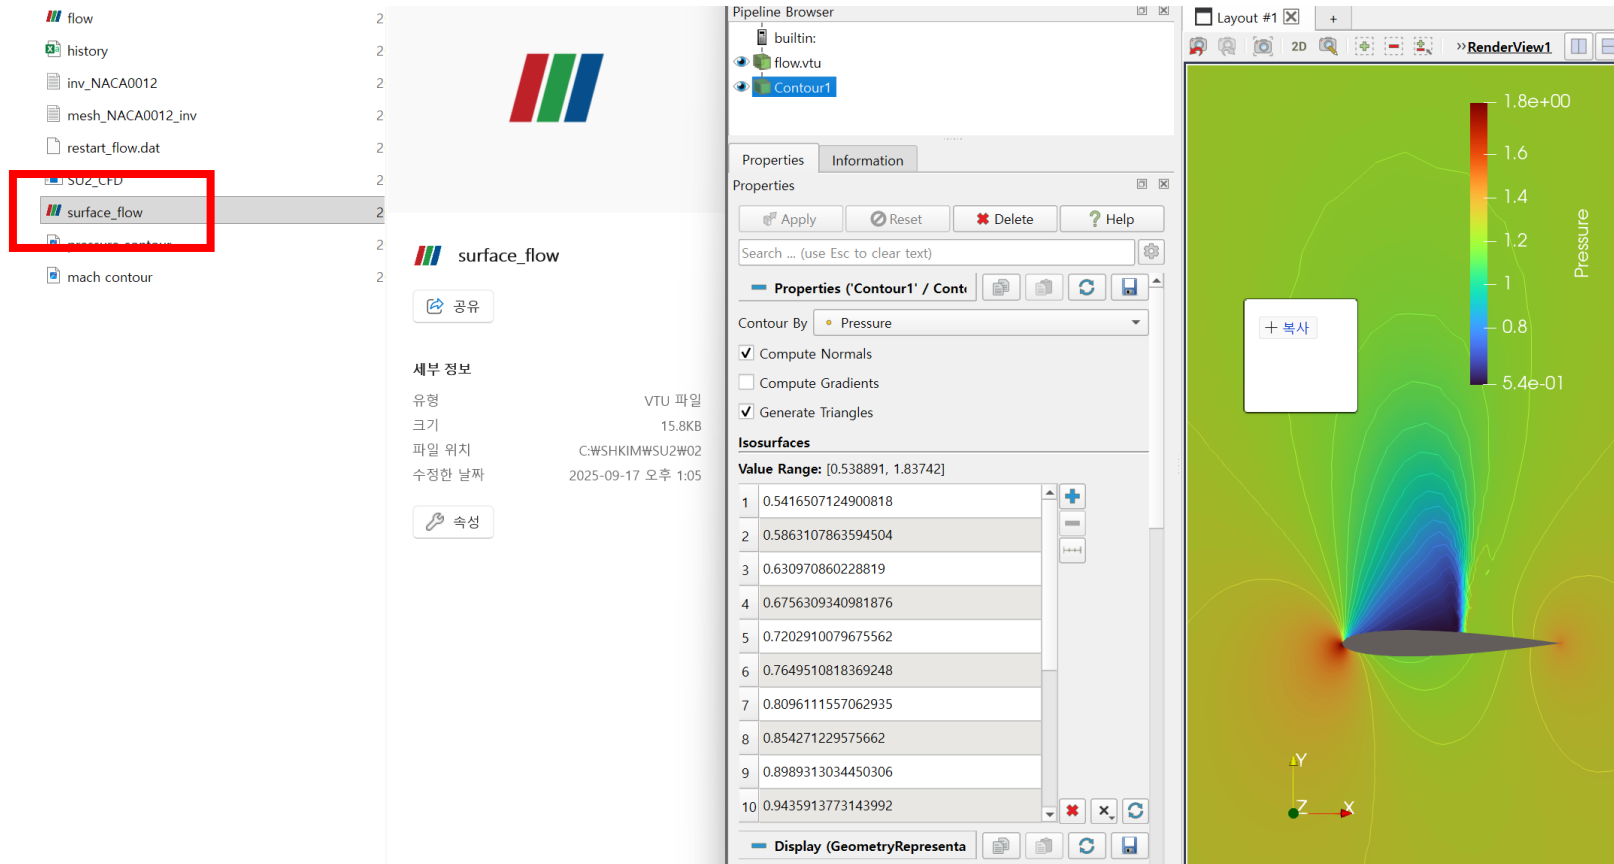 flow
2
history
2
inv_NACA0012
2
mesh_NACA0012_inv
2
restart_flow.dat
2
SU2_CFD
2
surface_flow
2
pressure contour
2
mach contour
2
surface_flow
공유
세부 정보
유형 VTU 파일
크기 15.8KB
파일 위치 C:₩SHKIM₩SU2₩02
수정한 날짜 2025-09-17 오후 1:05
속성
Pipeline Browser
builtin:
flow.vtu
Contour1
Properties Information
Properties
Apply Reset Delete Help
Search ... (use Esc to clear text)
Properties ('Contour1' / Conto
Contour By Pressure
Compute Normals
Compute Gradients
Generate Triangles
Isosurfaces
Value Range: [0.538891, 1.83742]
1 0.5416507124900818
2 0.5863107863594504
3 0.630970860228819
4 0.6756309340981876
5 0.7202910079675562
6 0.7649510818369248
7 0.8096111557062935
8 0.854271229575662
9 0.8989313034450306
10 0.9435913773143992
Display (GeometryRepresenta
Layout #1 +
2D » RenderView1
1.8e+00
1.6
1.4
1.2
1
0.8
5.4e-01
Pressure
+ 복사
Y
Z X